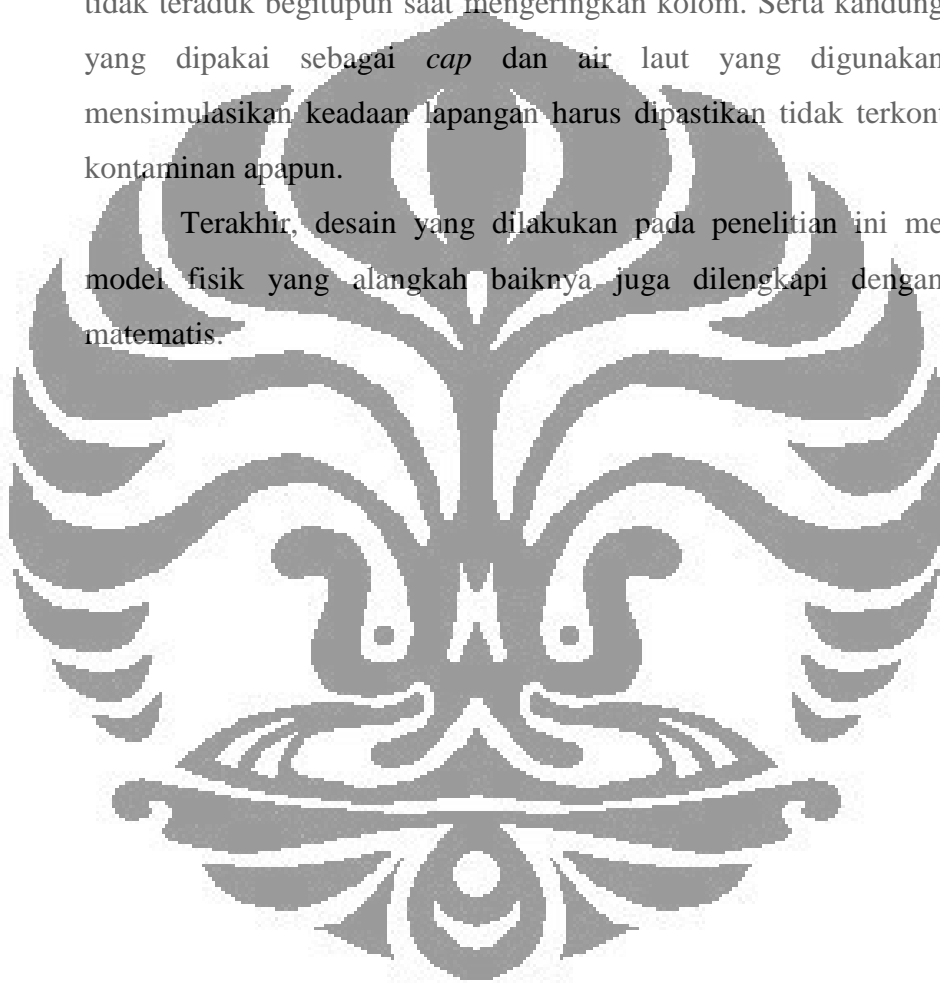 tidak teraduk begitupun saat mengeringkan kolom. Serta kandung
yang dipakai sebagai cap dan air laut yang digunakan
mensimulasikan keadaan lapangan harus dipastikan tidak terkon
kontaminan apapun.
Terakhir, desain yang dilakukan pada penelitian ini me
model fisik yang alangkah baiknya juga dilengkapi dengan
matematis.